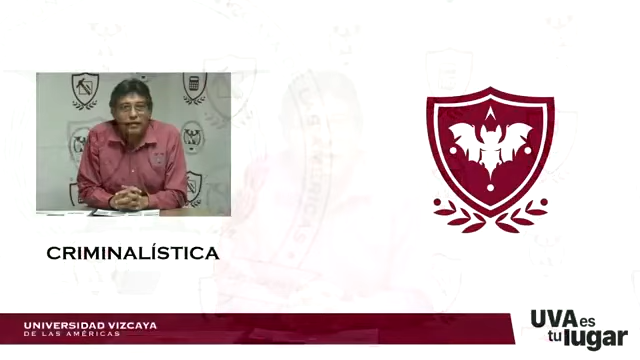 CRIMINALÍSTICA
UNIVERSIDAD VIZCAYA
DE LAS AMÉRICAS
UVA es
tu lugar